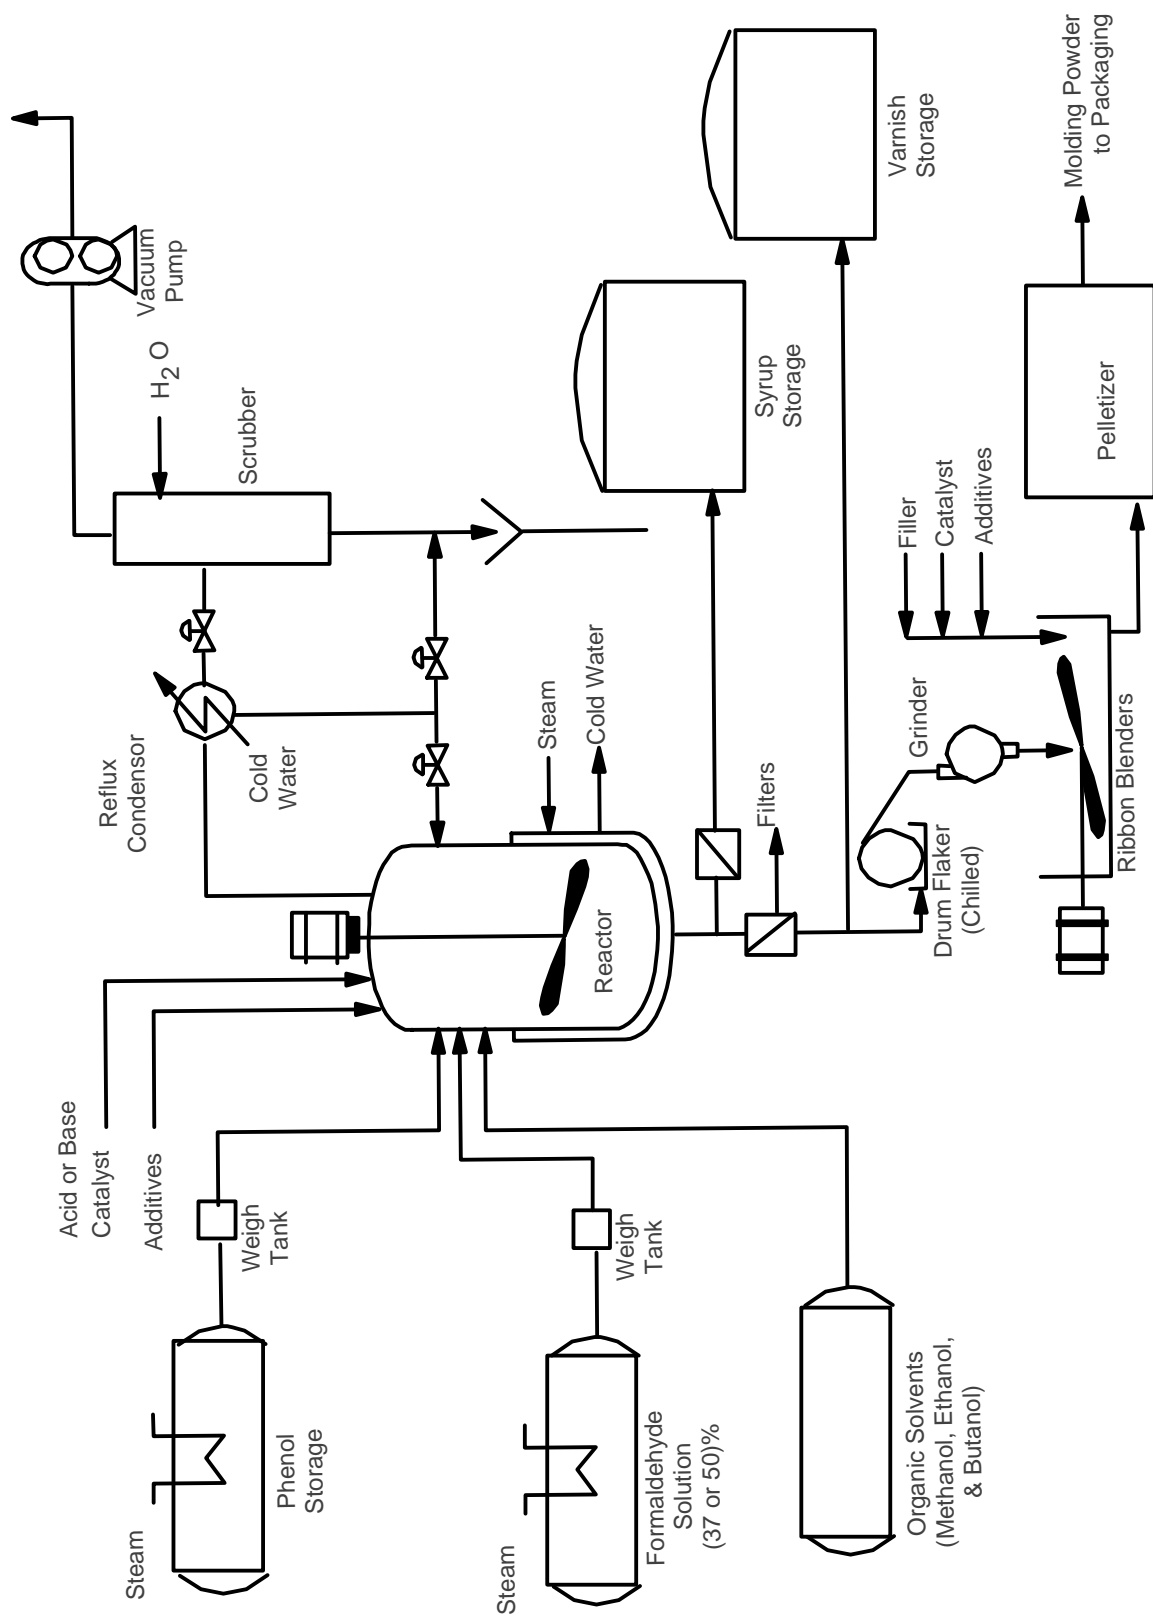 Steam
Phenol
Storage
Steam
Formaldehyde
Solution
(37 or 50)%
Organic Solvents
(Methanol, Ethanol,
& Butanol)
Weigh
Tank
Weigh
Tank
Acid or Base
Catalyst
Additives
Reflux
Condensor
Cold
Water
Reactor
Steam
Cold Water
Scrubber
H2 O
Vacuum
Pump
Filters
Syrup
Storage
Varnish
Storage
Drum Flaker
(Chilled)
Grinder
Filler
Catalyst
Additives
Ribbon Blenders
Pelletizer
Molding Powder
to Packaging